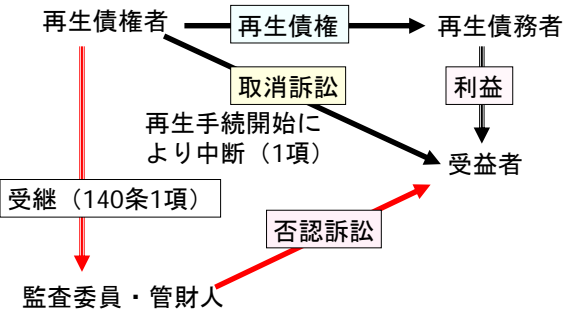 再生債権者
再生債権
再生債務者
取消訴訟
利益
再生手続開始に
より中断（1項）
受益者
受継（140条1項）
否認訴訟
監査委員・管財人